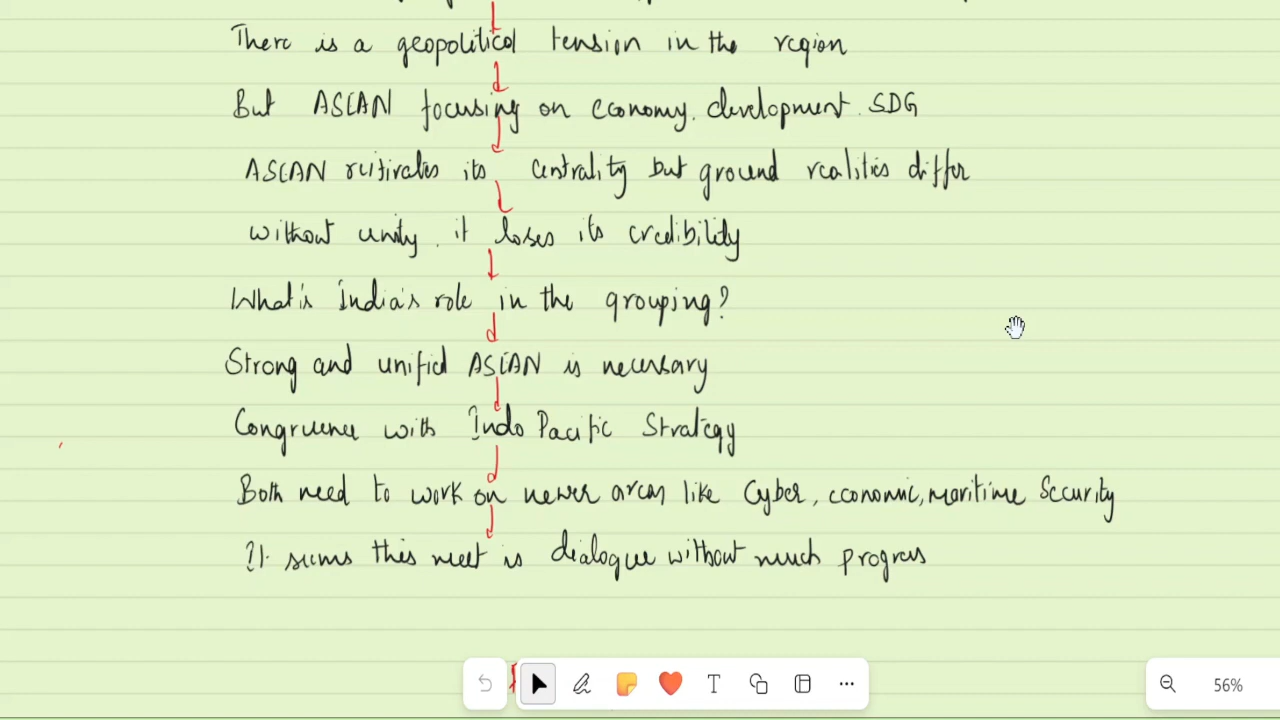 There is a geopolitical tension in the region
But ASEAN focusing on economy, development. SDG
ASEAN reitirates its centrality but ground realities differ
without unity, it loses its credibility
What's India's role in the grouping?
Strong and unified ASEAN is necessary
Congruence with Indo Pacific Strategy
Both need to work on newer areas like Cyber, economic, maritime Security
It seems this meet is dialogue without much progress
T
56%